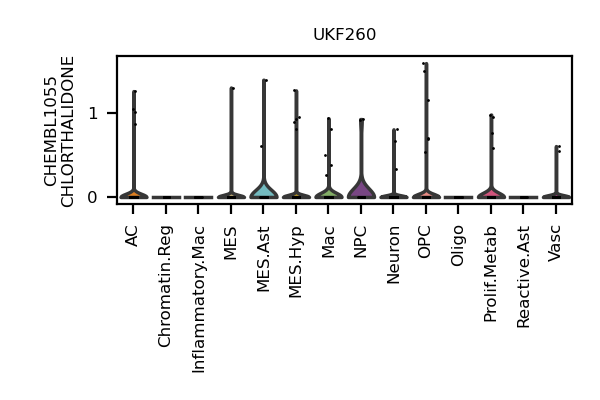 UKF260
CHEMBL1055
CHLORTHALIDONE
1
0
AC
Chromatin.Reg
Inflammatory.Mac
MES
MES.Ast
MES.Hyp
Mac
NPC
Neuron
OPC
Oligo
Prolif.Metab
Reactive.Ast
Vasc